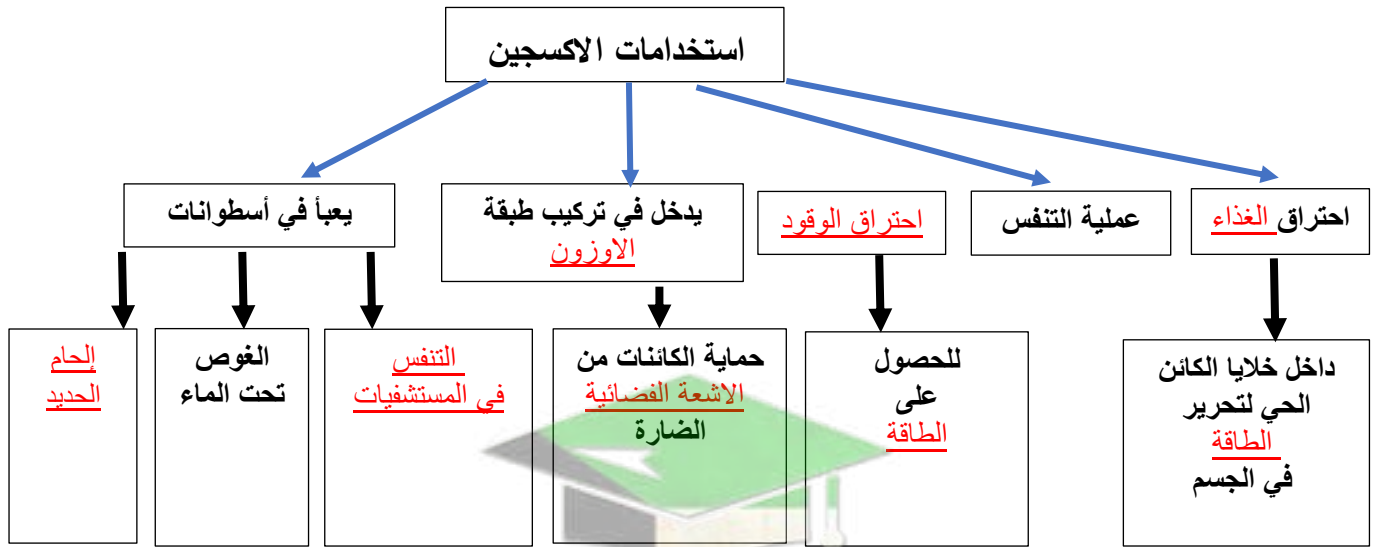 استخدامات الاكسجين
احتراق الغذاء
عملية التنفس
احتراق الوقود
يدخل في تركيب طبقة
الاوزون
يعبأ في أسطوانات
داخل خلايا الكائن
الحي لتحرير
الطاقة
في الجسم
للحصول
على
الطاقة
حماية الكائنات من
الاشعة الفضائية
الضارة
التنفس
في المستشفيات
الغوص
تحت الماء
إلحام
الحديد